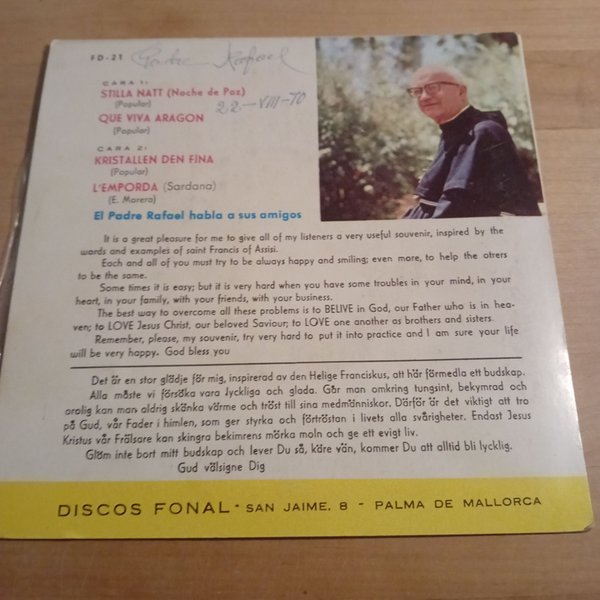 FD-21 Padre Rafael
CARA 1:
STILLA NATT (Noche de Paz)
(Popular)
22-VIII-70
QUE VIVA ARAGON
(Popular)
CARA 2:
KRISTALLEN DEN FINA
(Popular)
L'EMPORDA (Sardana)
(E. Morera)
El Padre Rafael habla a sus amigos
It is a great pleasure for me to give all of my listeners a very useful souvenir, inspired by the
words and examples of saint Francis of Assisi.
Each and all of you must try to be always happy and smiling; even more, to help the otrers
to be the same.
Some times it is easy; but it is very hard when you have some troubles in your mind, in your
heart, in your family, with your friends, with your business.
The best way to overcome all these problems is to BELIVE in God, our Father who is in hea-
ven; to LOVE Jesus Christ, our beloved Saviour; to LOVE one another as brothers and sisters.
Remember, please, my souvenir, try very hard to put it into practice and I am sure your life
will be very happy. God bless you
Det är en stor glädje för mig, inspirerad av den Helige Franciskus, att här förmedla ett budskap.
Alla måste vi försöka vara lyckliga och glada. Går man omkring tungsint, bekymrad och
orolig kan man aldrig skänka värme och tröst till sina medmänniskor. Därför är det viktigt att tro
på Gud, vår Fader i himlen, som ger styrka och förtröstan i livets alla svårigheter. Endast Jesus
Kristus vår Frälsare kan skingra bekimrens mörka moln och ge ett evigt liv.
Glöm inte bort mitt budskap och lever Du så, käre vän, kommer Du att alltid bli lycklig.
Gud välsigne Dig
DISCOS FONAL - SAN JAIME, 8 - PALMA DE MALLORCA